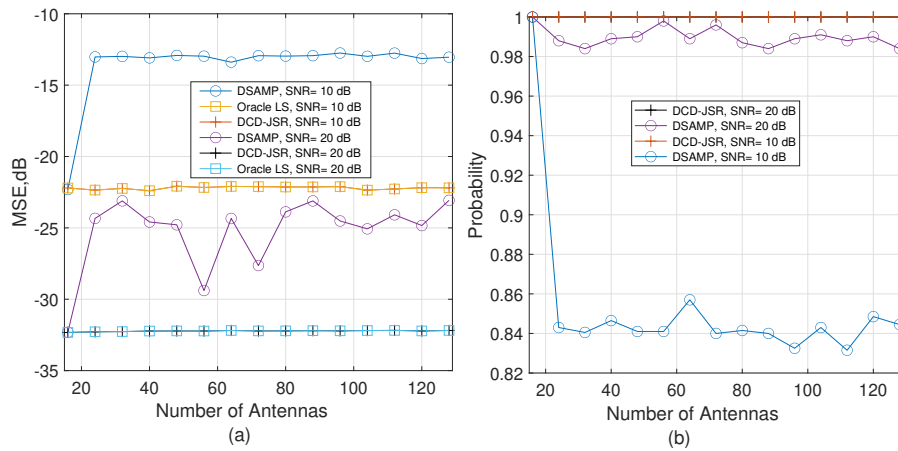 -10
-13
-15
-20
-25
-30
-35
MSE,dB
DSAMP, SNR= 10 dB
Oracle LS, SNR= 10 dB
DCD-JSR, SNR= 10 dB
DSAMP, SNR= 20 dB
DCD-JSR, SNR= 20 dB
Oracle LS, SNR= 20 dB
20 40 60 80 100 120
Number of Antennas
(a)
1
0.98
0.96
0.94
0.92
0.9
0.88
0.86
0.84
0.82
Probability
DCD-JSR, SNR= 20 dB
DSAMP, SNR= 20 dB
DCD-JSR, SNR= 10 dB
DSAMP, SNR= 10 dB
20 40 60 80 100 120
Number of Antennas
(b)